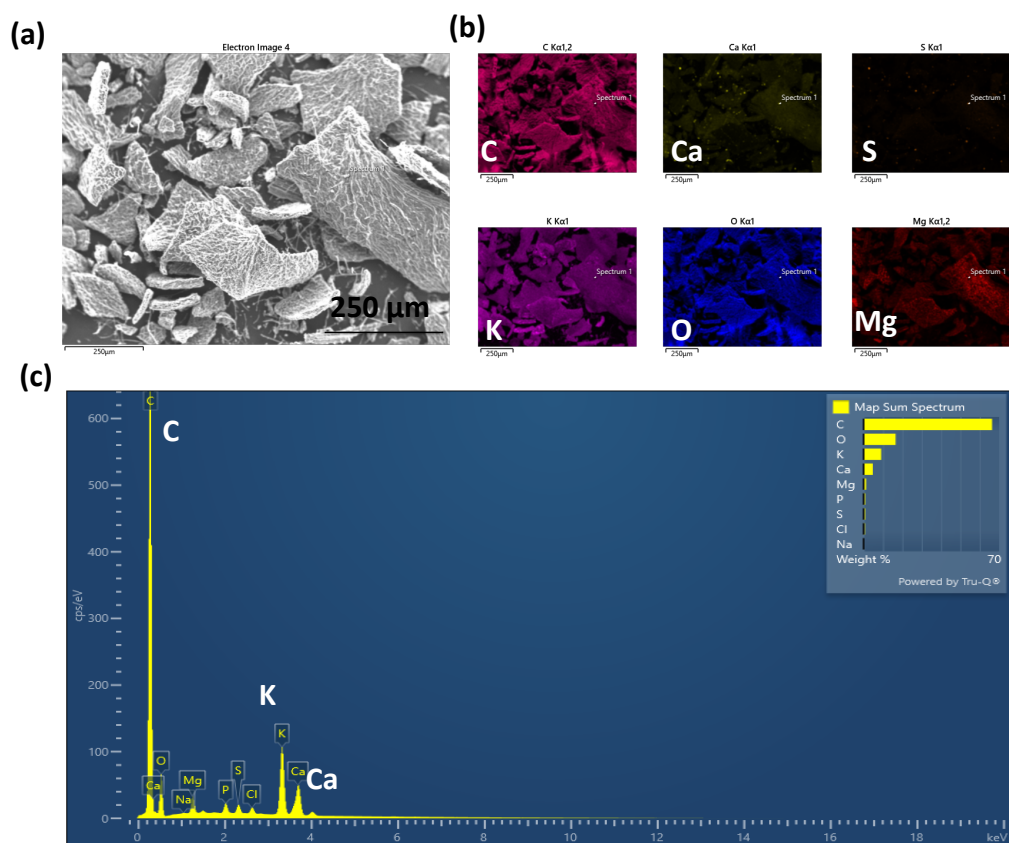 (a)
Electron Image 4
Spectrum 1
250 μm
250μm
(b)
C Kα1,2
Ca Kα1
S Kα1
Spectrum 1
Spectrum 1
Spectrum 1
C
Ca
S
250μm
250μm
250μm
K Kα1
O Kα1
Mg Kα1,2
Spectrum 1
Spectrum 1
Spectrum 1
K
O
Mg
250μm
250μm
250μm
(c)
600
500
400
300
200
100
0
cps/eV
C
C
O
Ca
Na
Mg
P
S
Cl
K
K
Ca
Ca
0 2 4 6 8 10 12 14 16 18 keV
Map Sum Spectrum
C
O
K
Ca
Mg
P
S
Cl
Na
Weight % 70
Powered by Tru-Q®